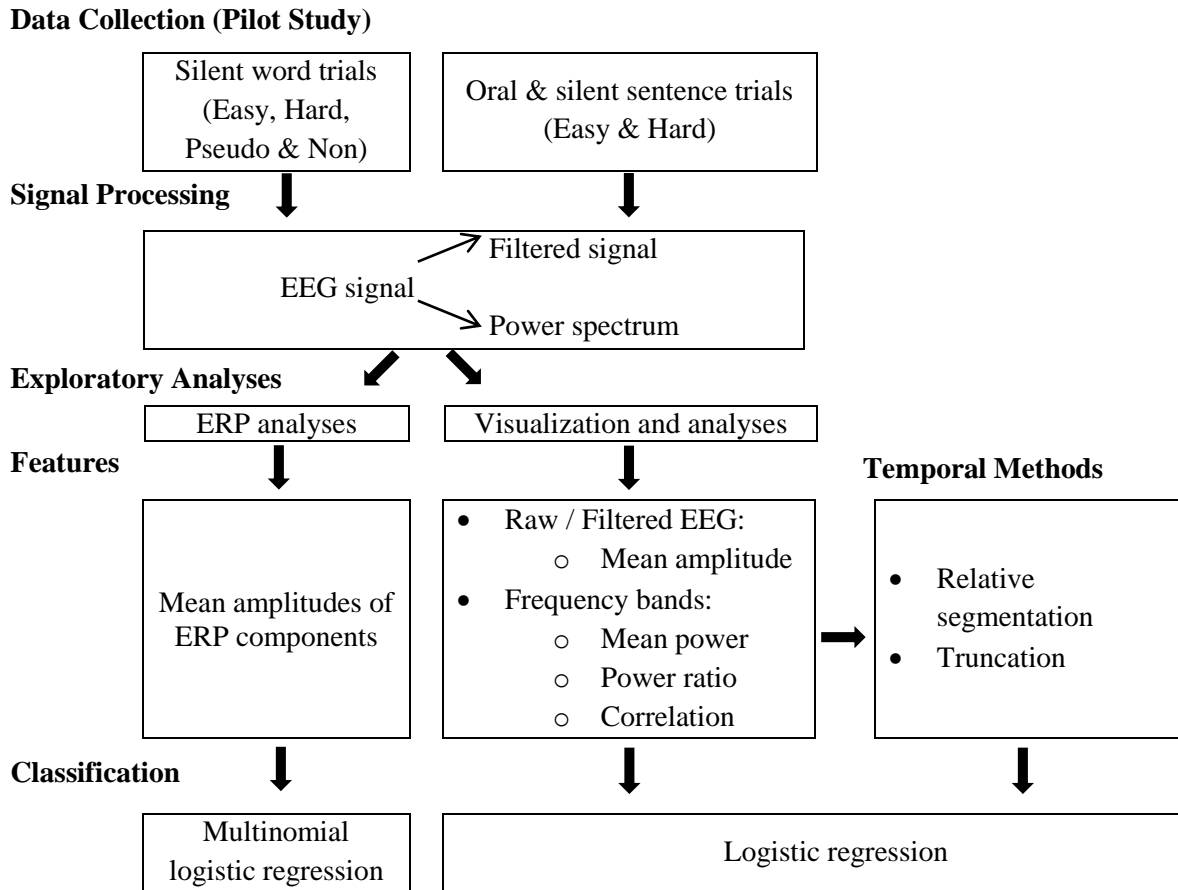 Data Collection (Pilot Study)
Silent word trials
(Easy, Hard,
Pseudo & Non)
Oral & silent sentence trials
(Easy & Hard)
Signal Processing
EEG signal
Filtered signal
Power spectrum
Exploratory Analyses
ERP analyses
Visualization and analyses
Features
Temporal Methods
Mean amplitudes of
ERP components
• Raw / Filtered EEG:
o Mean amplitude
• Frequency bands:
o Mean power
o Power ratio
o Correlation
• Relative
segmentation
• Truncation
Classification
Multinomial
logistic regression
Logistic regression